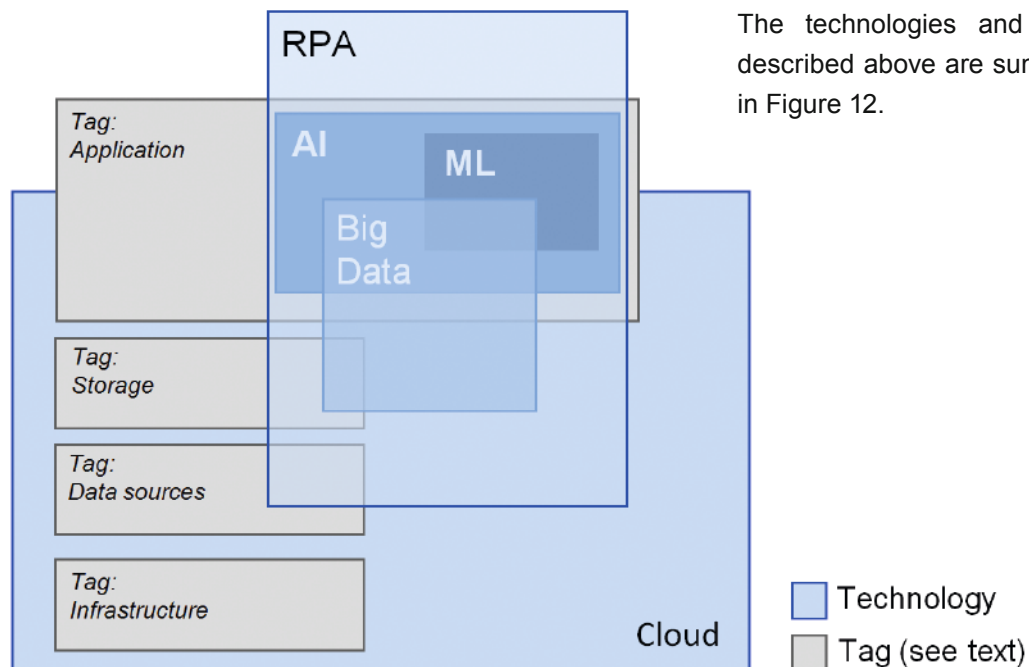 RPA
The technologies and
described above are sur
in Figure 12.
Tag:
Application
AI
ML
Big
Data
Tag:
Storage
Tag:
Data sources
Tag:
Infrastructure
Cloud
Technology
Tag (see text)